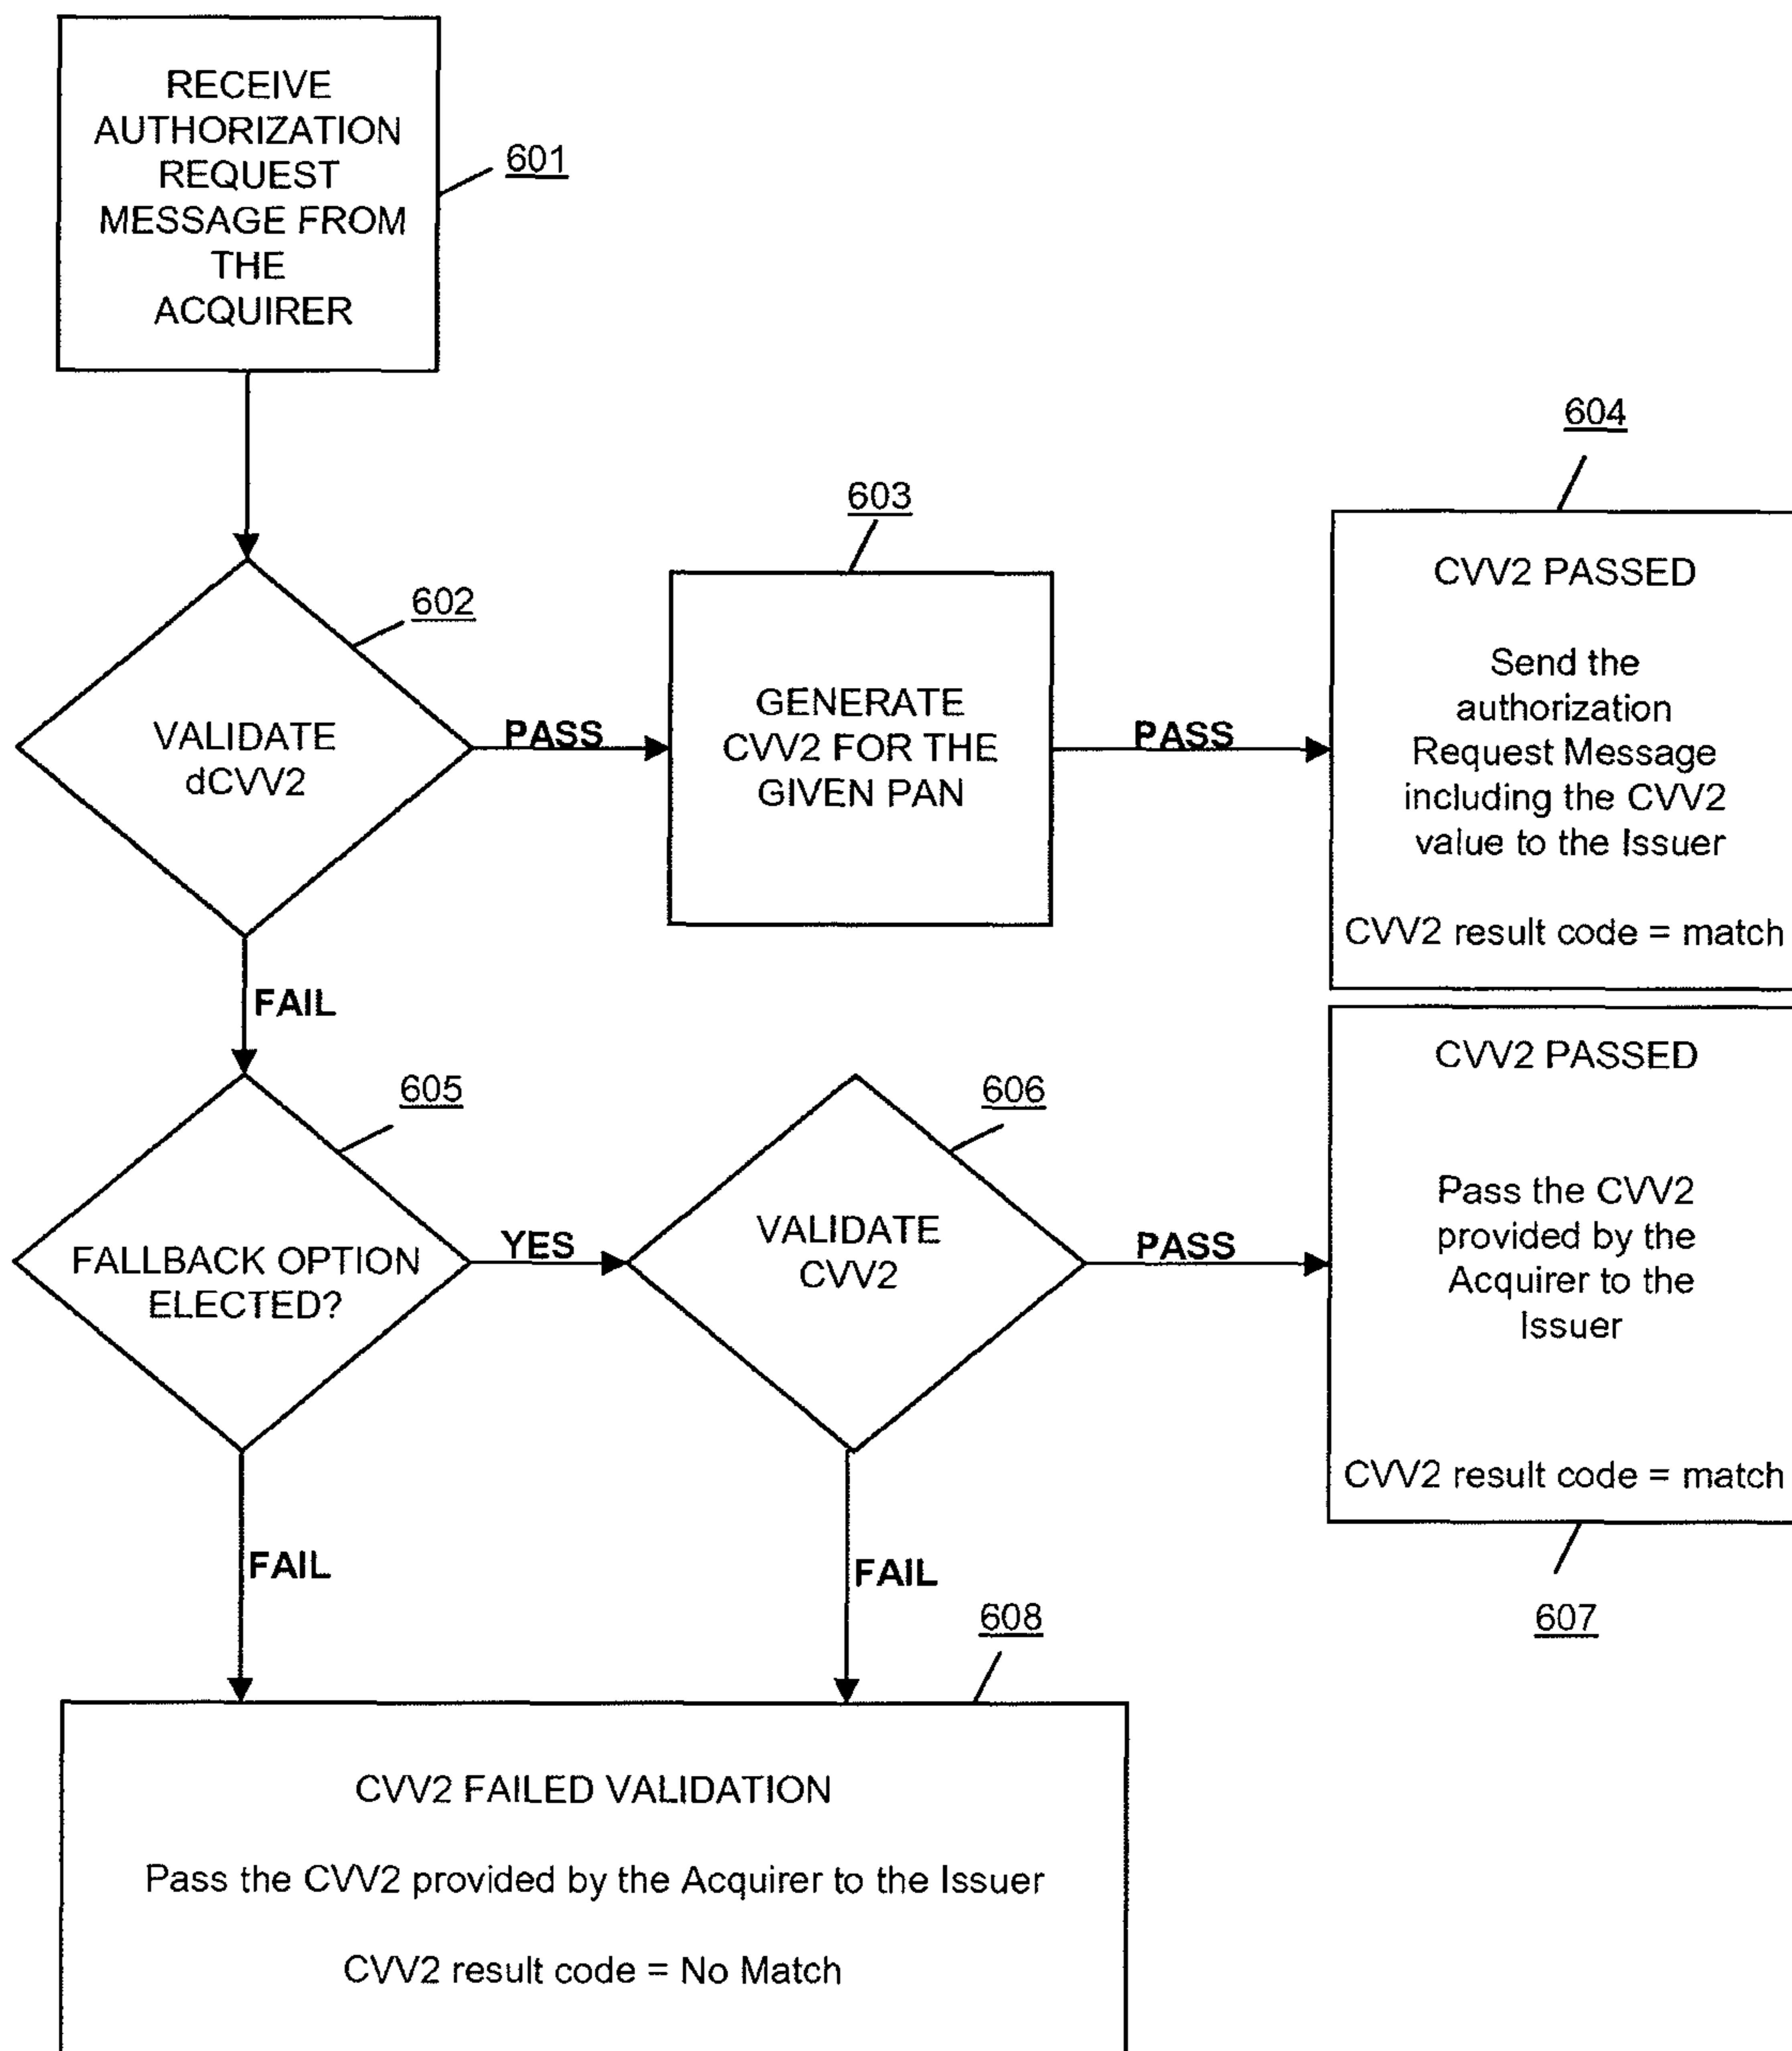 RECEIVE
AUTHORIZATION
REQUEST
MESSAGE FROM
THE
ACQUIRER
601
602
VALIDATE
dCVV2
PASS
603
GENERATE
CVV2 FOR THE
GIVEN PAN
PASS
604
CVV2 PASSED
Send the
authorization
Request Message
including the CVV2
value to the Issuer
CVV2 result code = match
FAIL
605
FALLBACK OPTION
ELECTED?
YES
606
VALIDATE
CVV2
PASS
CVV2 PASSED
Pass the CVV2
provided by the
Acquirer to the
Issuer
CVV2 result code = match
607
FAIL
FAIL
608
CVV2 FAILED VALIDATION
Pass the CVV2 provided by the Acquirer to the Issuer
CVV2 result code = No Match